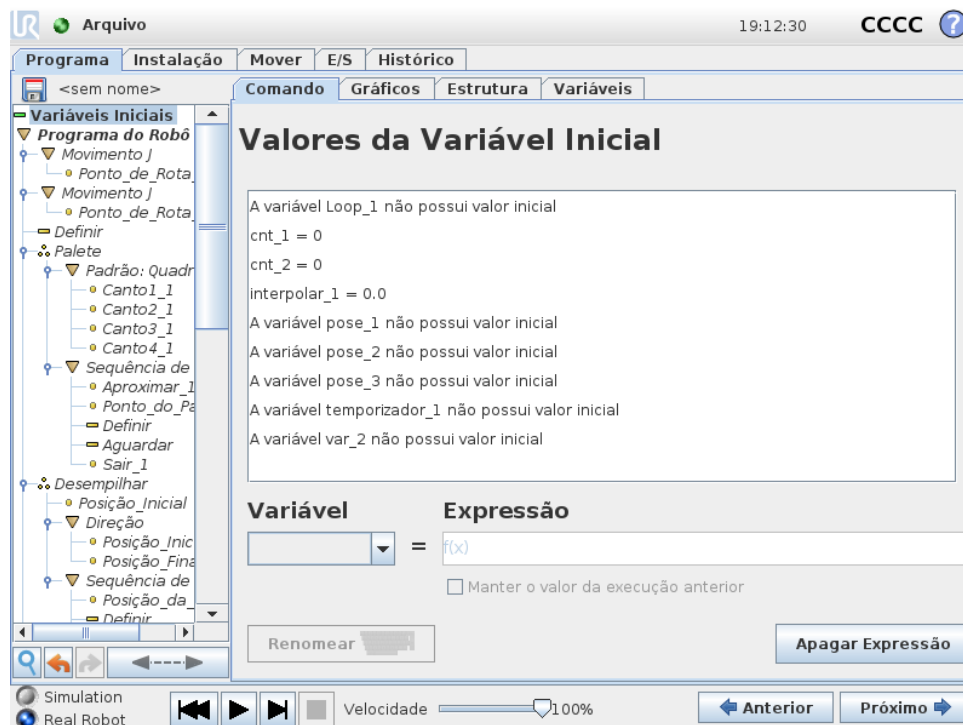 UR Arquivo 19:12:30 CCCC ?
Programa Instalação Mover E/S Histórico
<sem nome> Comando Gráficos Estrutura Variáveis
Variáveis Iniciais
Programa do Robô
Movimento J
Ponto_de_Rota_
Movimento J
Ponto_de_Rota_
Definir
Palete
Padrão: Quadr
Canto1_1
Canto2_1
Canto3_1
Canto4_1
Sequência de
Aproximar_1
Ponto_do_Pa
Definir
Aguardar
Sair_1
Desempilhar
Posição_Inicial
Direção
Posição_Inic
Posição_Fina
Sequência de
Posição_da_
Definir
Valores da Variável Inicial
A variável Loop_1 não possui valor inicial
cnt_1 = 0
cnt_2 = 0
interpolar_1 = 0.0
A variável pose_1 não possui valor inicial
A variável pose_2 não possui valor inicial
A variável pose_3 não possui valor inicial
A variável temporizador_1 não possui valor inicial
A variável var_2 não possui valor inicial
Variável Expressão
= f(x)
Manter o valor da execução anterior
Renomear Apagar Expressão
Simulation
Real Robot
Velocidade 100% Anterior Próximo